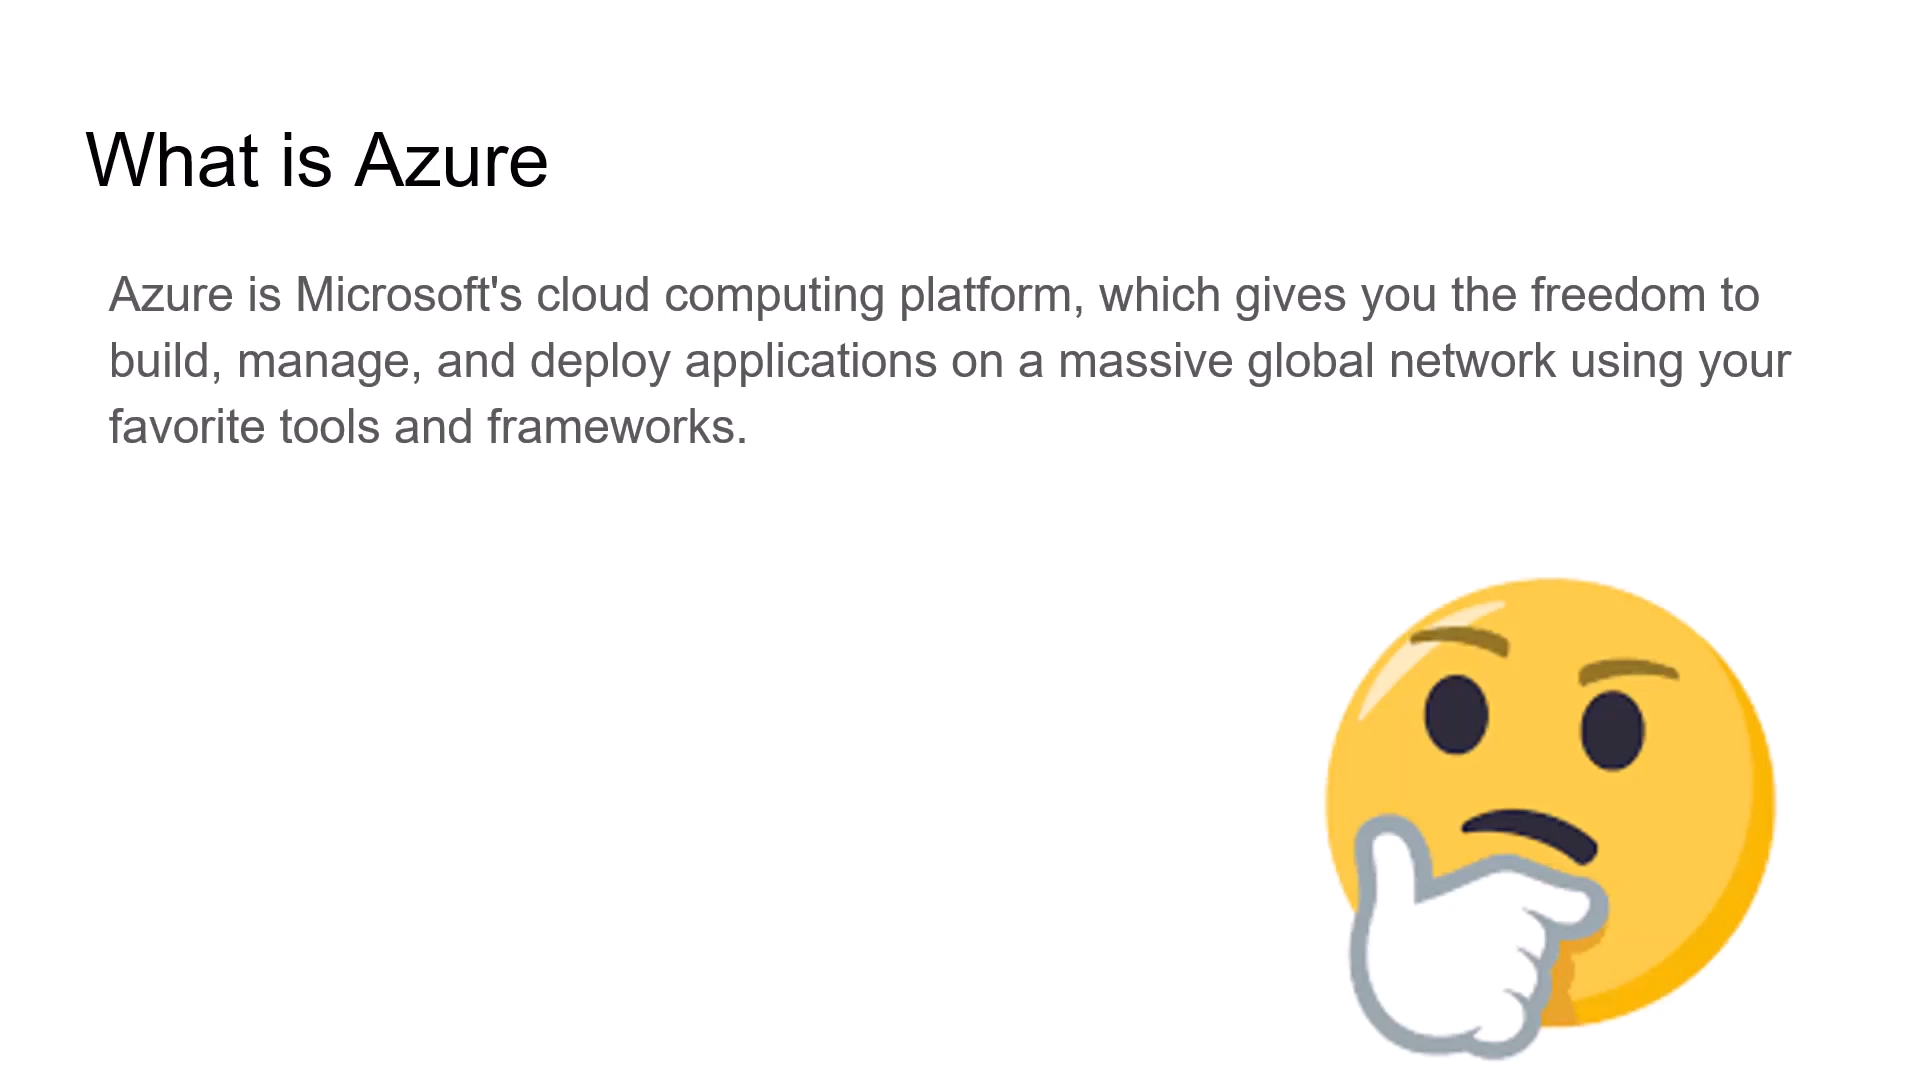 What is Azure
Azure is Microsoft's cloud computing platform, which gives you the freedom to
build, manage, and deploy applications on a massive global network using your
favorite tools and frameworks.